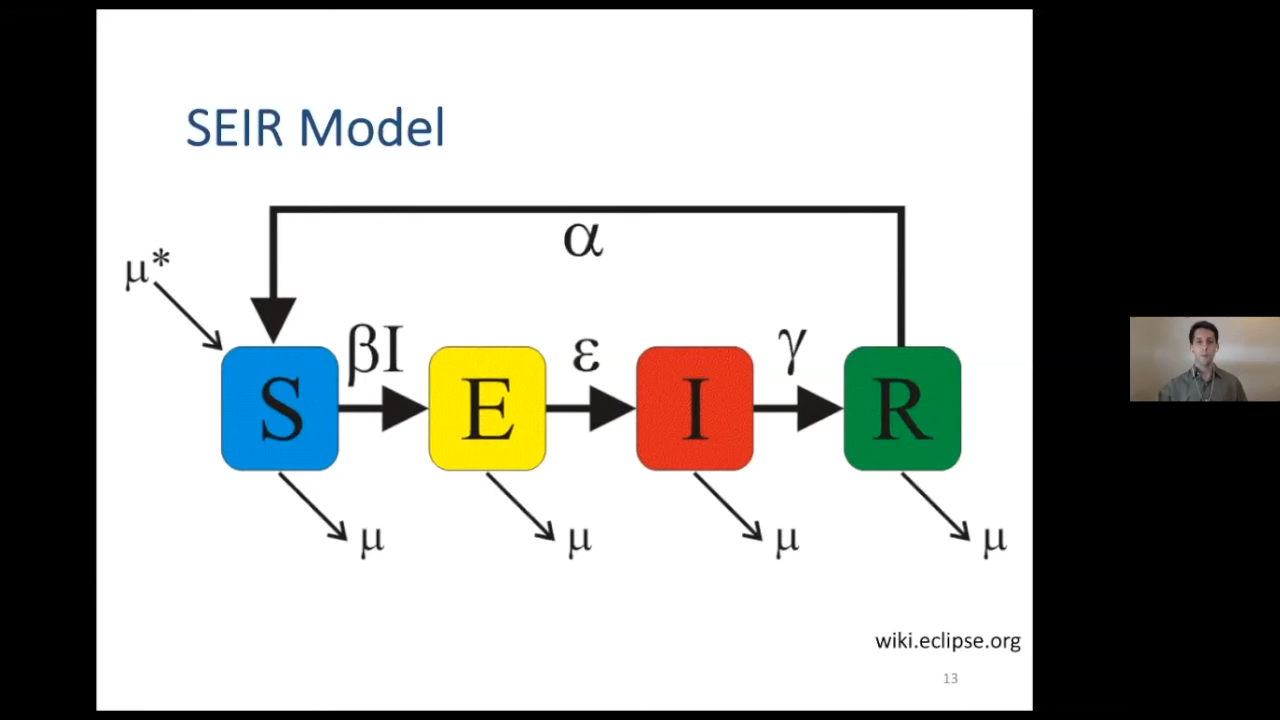 SEIR Model
α
μ*
βI
ε
γ
S
E
I
R
μ
μ
μ
μ
wiki.eclipse.org
13